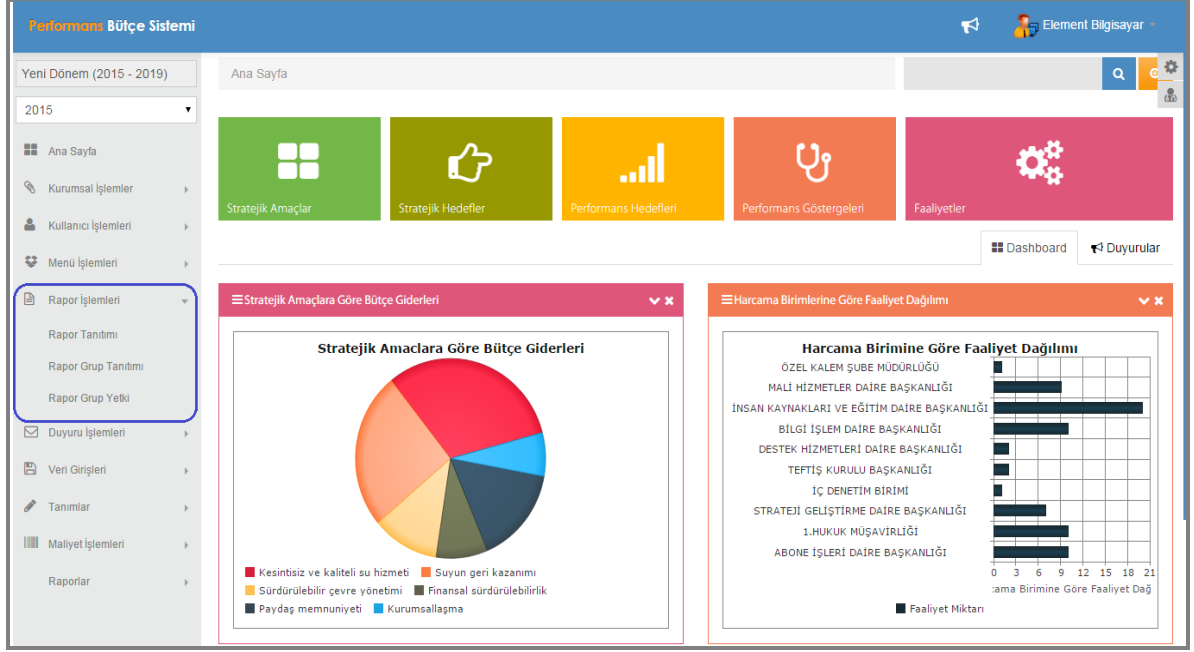 Performans Bütçe Sistemi
Element Bilgisayar
Yeni Dönem (2015 - 2019)
2015
Ana Sayfa
Kurumsal İşlemler
Kullanıcı İşlemleri
Menü İşlemleri
Rapor İşlemleri
Rapor Tanıtımı
Rapor Grup Tanıtımı
Rapor Grup Yetki
Duyuru İşlemleri
Veri Girişleri
Tanımlar
Maliyet İşlemleri
Raporlar
Ana Sayfa
Stratejik Amaçlar
Stratejik Hedefler
Performans Hedefleri
Performans Göstergeleri
Faaliyetler
Dashboard
Duyurular
Stratejik Amaçlara Göre Bütçe Giderleri
Stratejik Amaclara Göre Bütçe Giderleri
Kesintisiz ve kaliteli su hizmeti Suyun geri kazanımı
Sürdürülebilir çevre yönetimi Finansal sürdürülebilirlik
Paydaş memnuniyeti Kurumsallaşma
Harcama Birimlerine Göre Faaliyet Dağılımı
Harcama Birimine Göre Faaliyet Dağılımı
ÖZEL KALEM ŞUBE MÜDÜRLÜĞÜ
MALİ HİZMETLER DAİRE BAŞKANLIĞI
İNSAN KAYNAKLARI VE EĞİTİM DAİRE BAŞKANLIĞI
BİLGİ İŞLEM DAİRE BAŞKANLIĞI
DESTEK HİZMETLERİ DAİRE BAŞKANLIĞI
TEFTİŞ KURULU BAŞKANLIĞI
İÇ DENETİM BİRİMİ
STRATEJİ GELİŞTİRME DAİRE BAŞKANLIĞI
1.HUKUK MÜŞAVİRLİĞİ
ABONE İŞLERİ DAİRE BAŞKANLIĞI
0 3 6 9 12 15 18 21
cama Birimine Göre Faaliyet Dağ
Faaliyet Miktarı